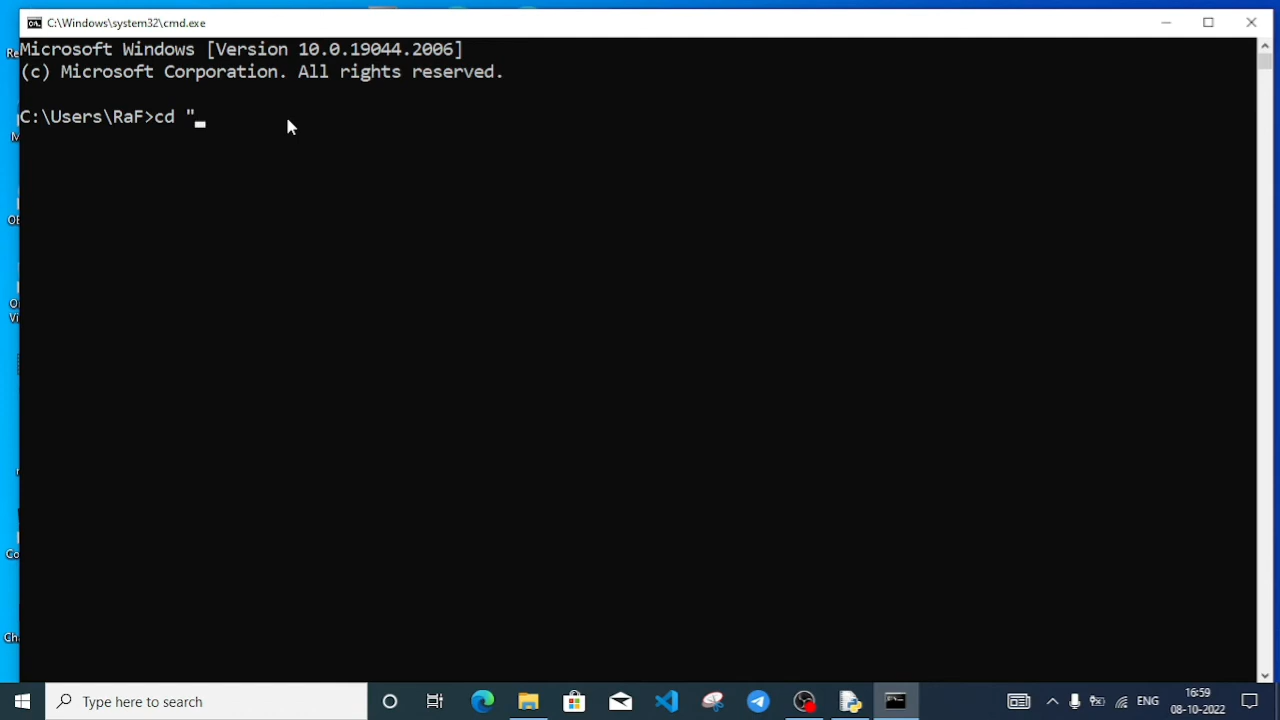 C:\Windows\system32\cmd.exe
Microsoft Windows [Version 10.0.19044.2006]
(c) Microsoft Corporation. All rights reserved.
C:\Users\RaF>cd "
Type here to search
ENG
16:59
08-10-2022